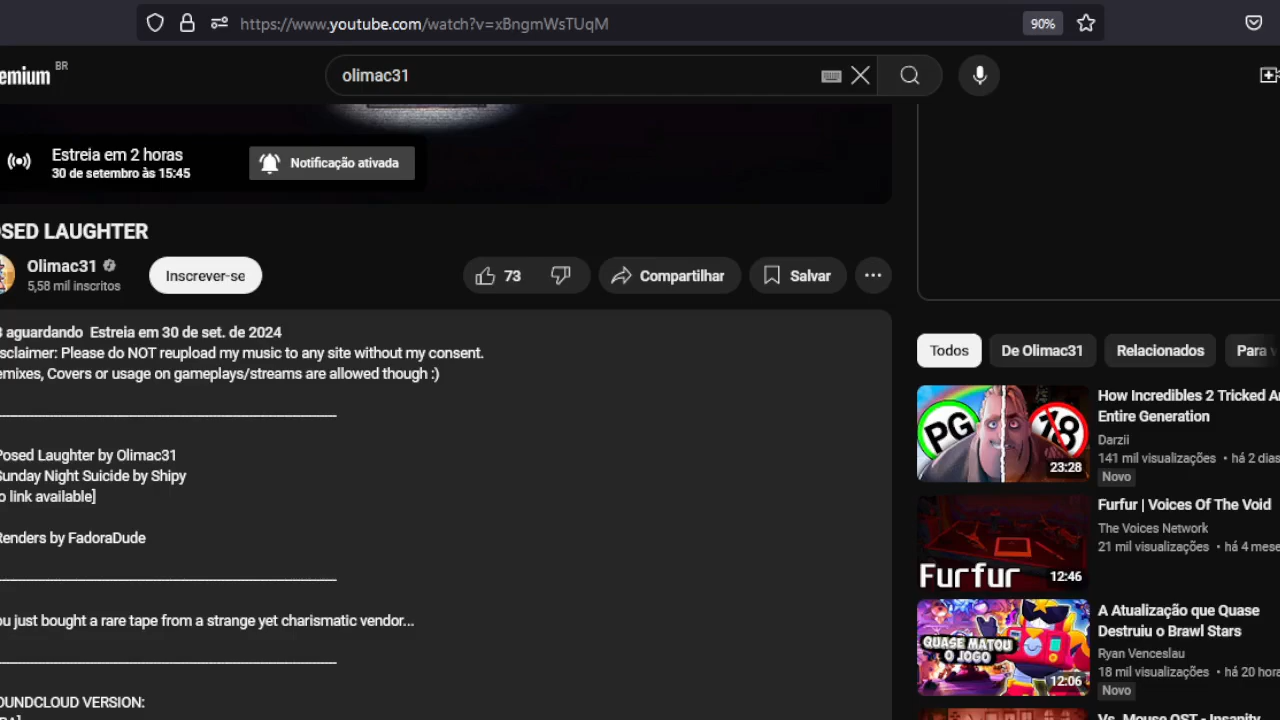 https://www.youtube.com/watch?v=xBngmWsTUqM
90%
emium BR
olimac31
Estreia em 2 horas
30 de setembro às 15:45
Notificação ativada
OSED LAUGHTER
Olimac31
5,58 mil inscritos
Inscrever-se
73
Compartilhar
Salvar
aguardando Estreia em 30 de set. de 2024
sclaimer: Please do NOT reupload my music to any site without my consent.
emixes, Covers or usage on gameplays/streams are allowed though :)
Posed Laughter by Olimac31
Sunday Night Suicide by Shipy
o link available]
Renders by FadoraDude
ou just bought a rare tape from a strange yet charismatic vendor...
OUNDCLOUD VERSION:
Todos
De Olimac31
Relacionados
Para v
PG
18
23:28
How Incredibles 2 Tricked An
Entire Generation
Darzii
141 mil visualizações • há 2 dias
Novo
Furfur
12:46
Furfur | Voices Of The Void
The Voices Network
21 mil visualizações • há 4 mese
QUASE MATOU
O JOGO
12:06
A Atualização que Quase
Destruiu o Brawl Stars
Ryan Venceslau
18 mil visualizações • há 20 hora
Novo
Vs. Mouse OST - Insanity